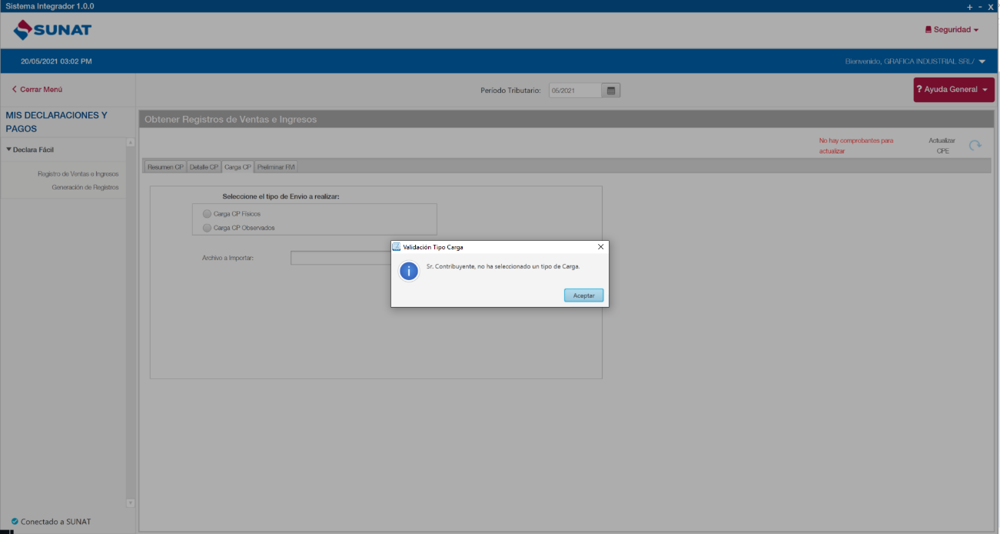 Sistema Integrador 1.0.0
+ - X
SUNAT
Seguridad
20/05/2021 03:02 PM
Bienvenido, GRAFICA INDUSTRIAL SRL/
Cerrar Menú
Período Tributario:
05/2021
? Ayuda General
MIS DECLARACIONES Y
PAGOS
Obtener Registros de Ventas e Ingresos
Declara Fácil
No hay comprobantes para
actualizar
Actualizar
CPE
Registro de Ventas e Ingresos
Generación de Registros
Resumen CP
Detalle CP
Carga CP
Preliminar RVI
Seleccione el tipo de Envio a realizar:
Carga CP Físicos
Carga CP Observados
Archivo a Importar:
Validación Tipo Carga
Sr. Contribuyente, no ha seleccionado un tipo de Carga.
Aceptar
Conectado a SUNAT